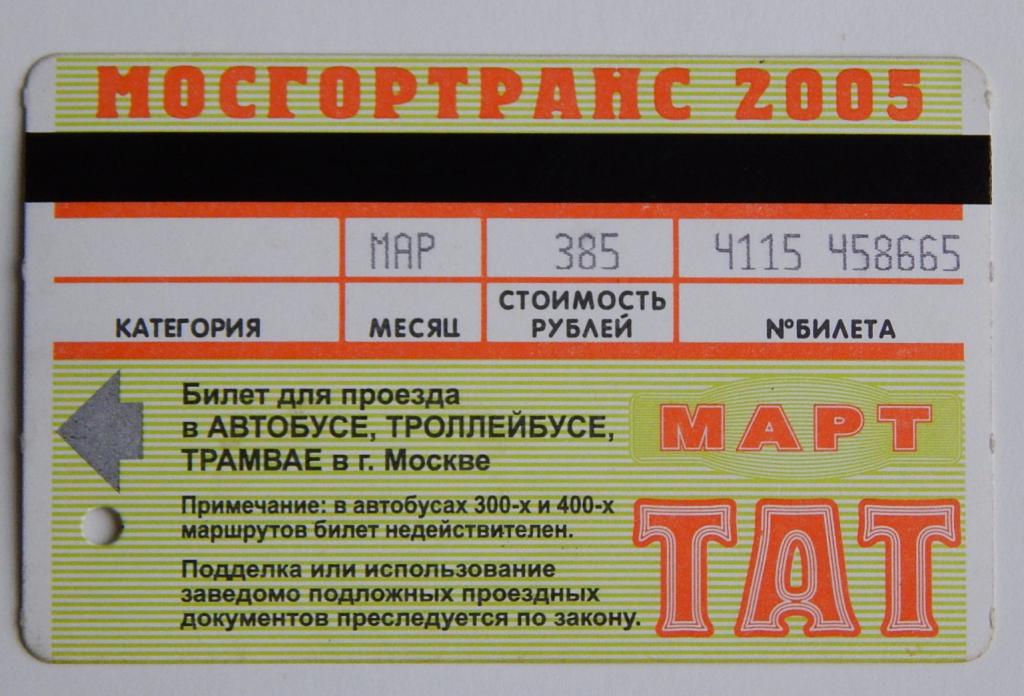 МОСГОРТРАНС 2005
МАР 385 4115 458665
КАТЕГОРИЯ МЕСЯЦ СТОИМОСТЬ РУБЛЕЙ №БИЛЕТА
Билет для проезда
в АВТОБУСЕ, ТРОЛЛЕЙБУСЕ,
ТРАМВАЕ в г. Москве
Примечание: в автобусах 300-х и 400-х
маршрутов билет недействителен.
Подделка или использование
заведомо подложных проездных
документов преследуется по закону.
МАРТ
ТАТ